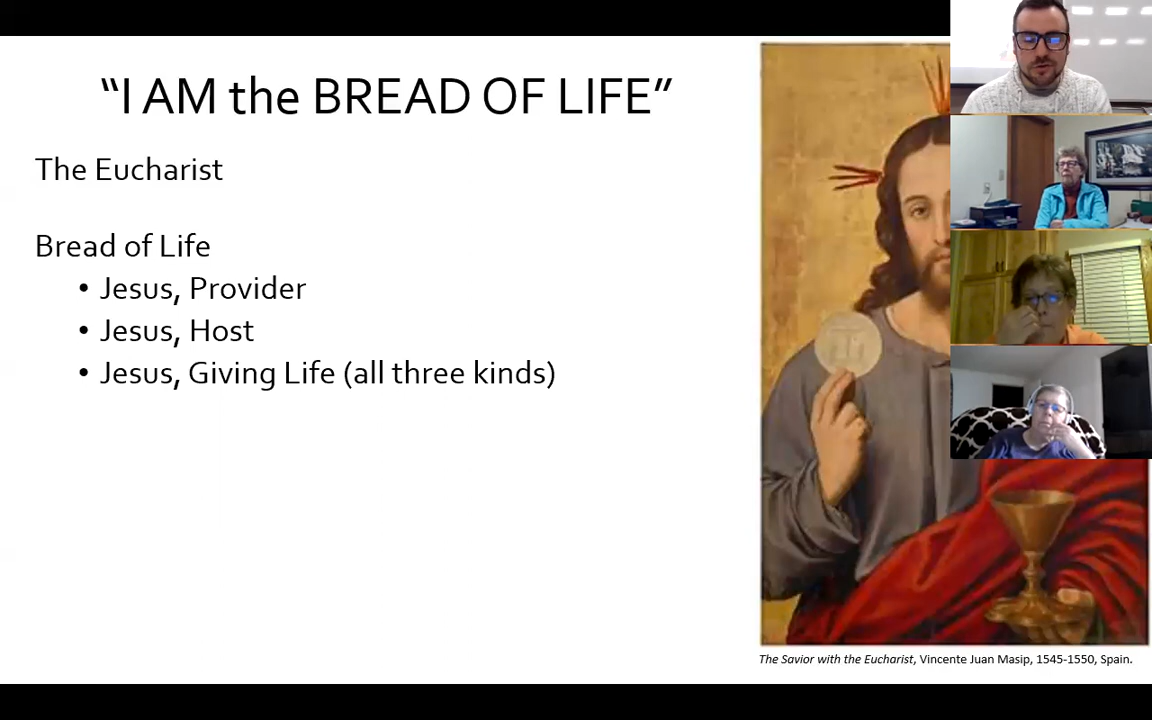 “I AM the BREAD OF LIFE”
The Eucharist
Bread of Life
• Jesus, Provider
• Jesus, Host
• Jesus, Giving Life (all three kinds)
The Savior with the Eucharist, Vincente Juan Masip, 1545-1550, Spain.